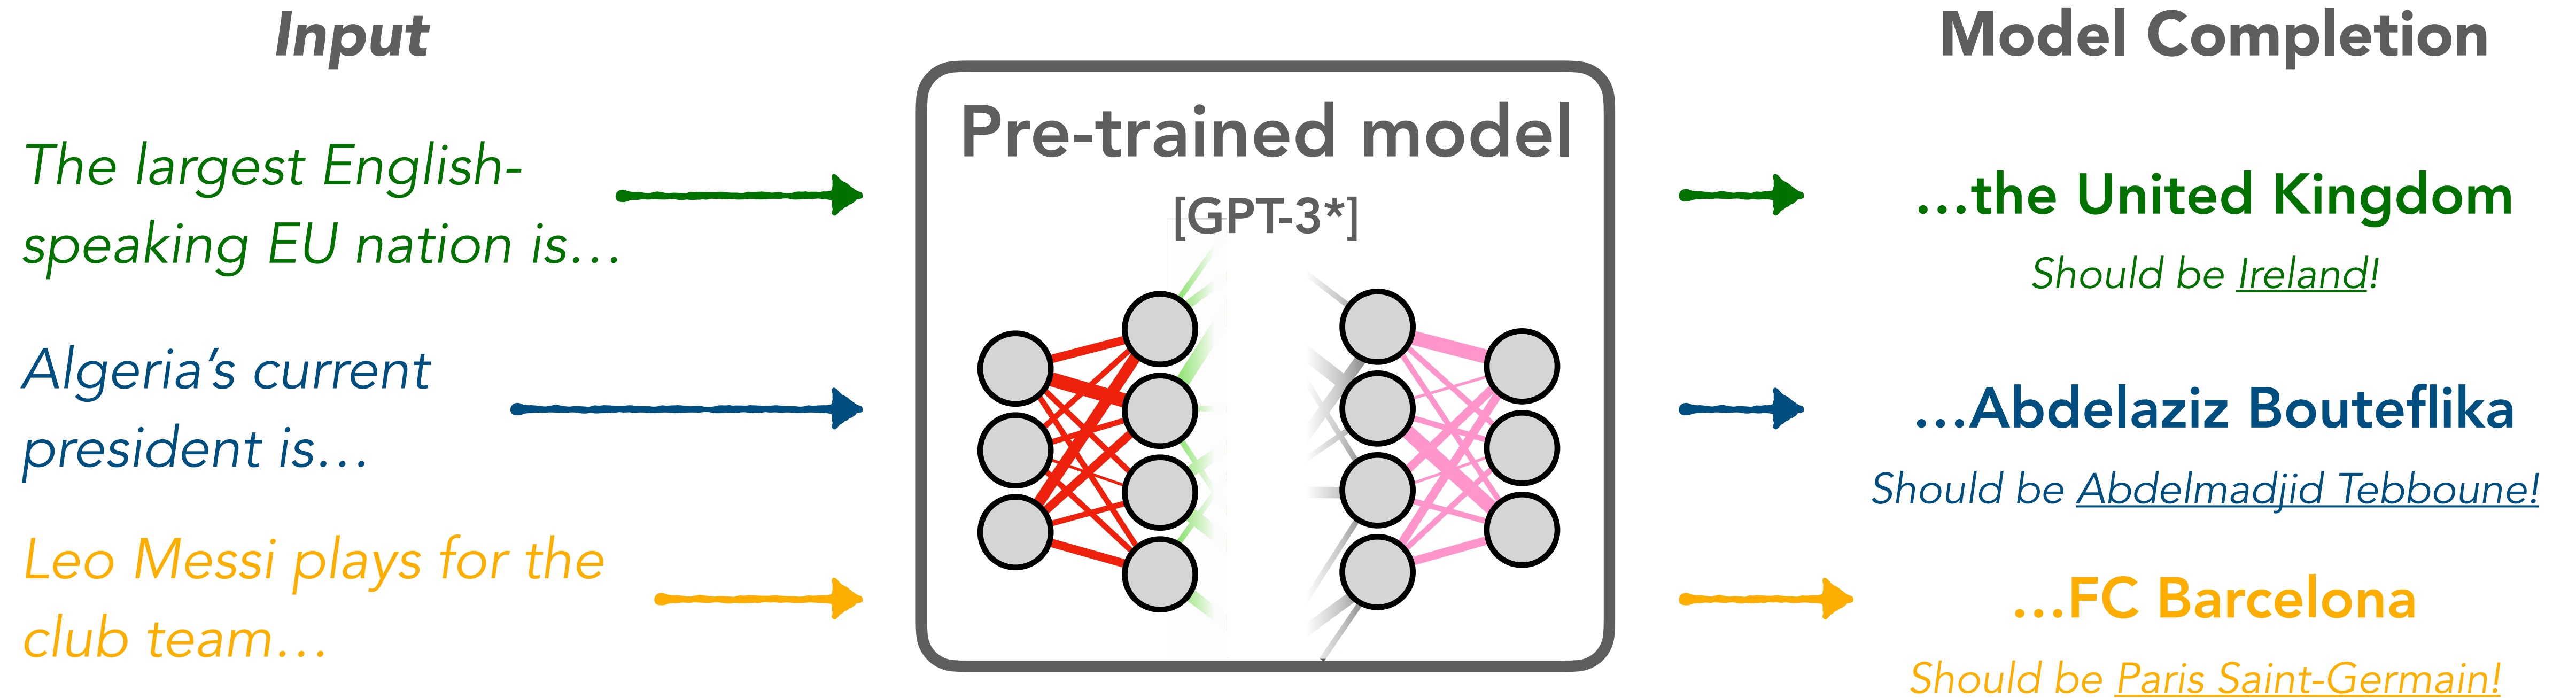 Input
Model Completion
Pre-trained model
[GPT-3*]
The largest English-
speaking EU nation is…
…the United Kingdom
Should be Ireland!
Algeria’s current
president is…
…Abdelaziz Bouteflika
Should be Abdelmadjid Tebboune!
Leo Messi plays for the
club team…
…FC Barcelona
Should be Paris Saint-Germain!